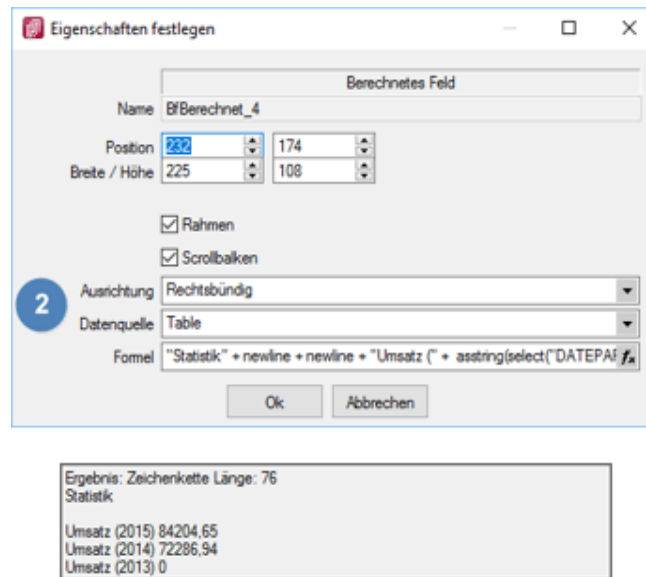 Eigenschaften festlegen
Berechnetes Feld
Name BfBerechnet_4
Position 232 174
Breite / Höhe 225 108
Rahmen
Scrollbalken
2
Ausrichtung Rechtsbündig
Datenquelle Table
Formel "Statistik" + newline + newline + "Umsatz (" + asstring(select("DATEPAF fx
Ok Abbrechen
Ergebnis: Zeichenkette Länge: 76
Statistik
Umsatz (2015) 84204,65
Umsatz (2014) 72286,94
Umsatz (2013) 0